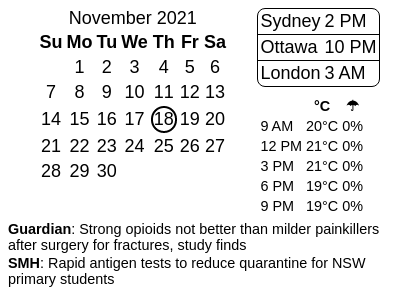 November 2021
Su Mo Tu We Th Fr Sa
1 2 3 4 5 6
7 8 9 10 11 12 13
14 15 16 17 18 19 20
21 22 23 24 25 26 27
28 29 30
Sydney 2 PM
Ottawa 10 PM
London 3 AM
°C ☂
9 AM 20°C 0%
12 PM 21°C 0%
3 PM 21°C 0%
6 PM 19°C 0%
9 PM 19°C 0%
Guardian: Strong opioids not better than milder painkillers
after surgery for fractures, study finds
SMH: Rapid antigen tests to reduce quarantine for NSW
primary students